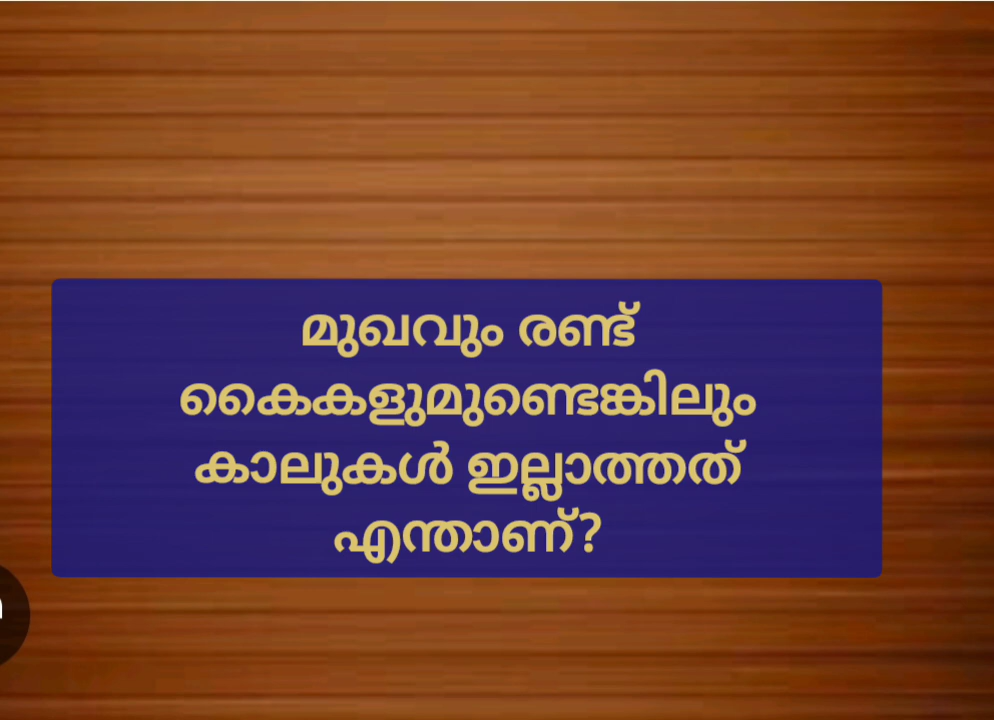 മുഖവും രണ്ട്
കൈകളുമുണ്ടെങ്കിലും
കാലുകൾ ഇല്ലാത്തത്
എന്താണ്?